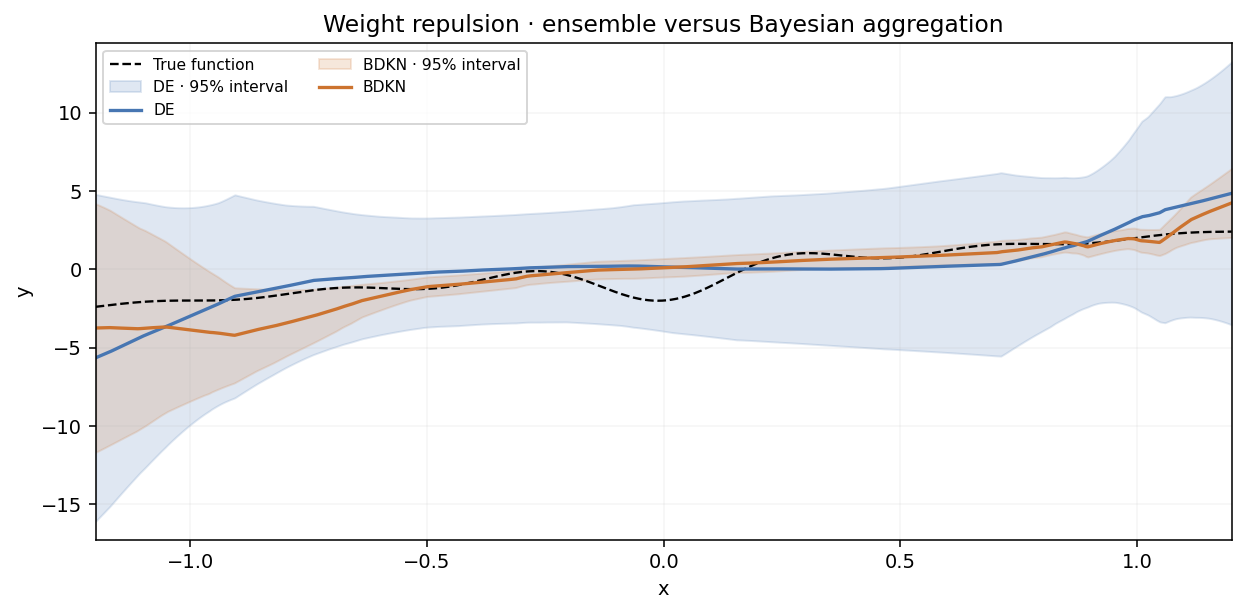 Weight repulsion · ensemble versus Bayesian aggregation
True function
DE · 95% interval
DE
BDKN · 95% interval
BDKN
y
10
5
0
−5
−10
−15
−1.0
−0.5
0.0
0.5
1.0
x